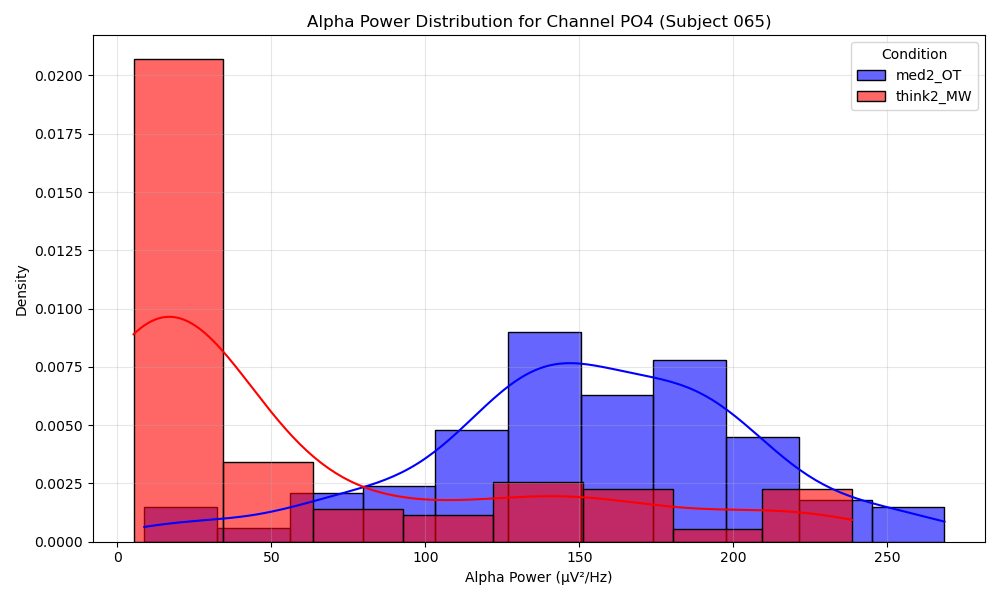 Alpha Power Distribution for Channel PO4 (Subject 065)
Condition
med2_OT
think2_MW
Density
0.0200
0.0175
0.0150
0.0125
0.0100
0.0075
0.0050
0.0025
0.0000
0 50 100 150 200 250
Alpha Power (µV²/Hz)